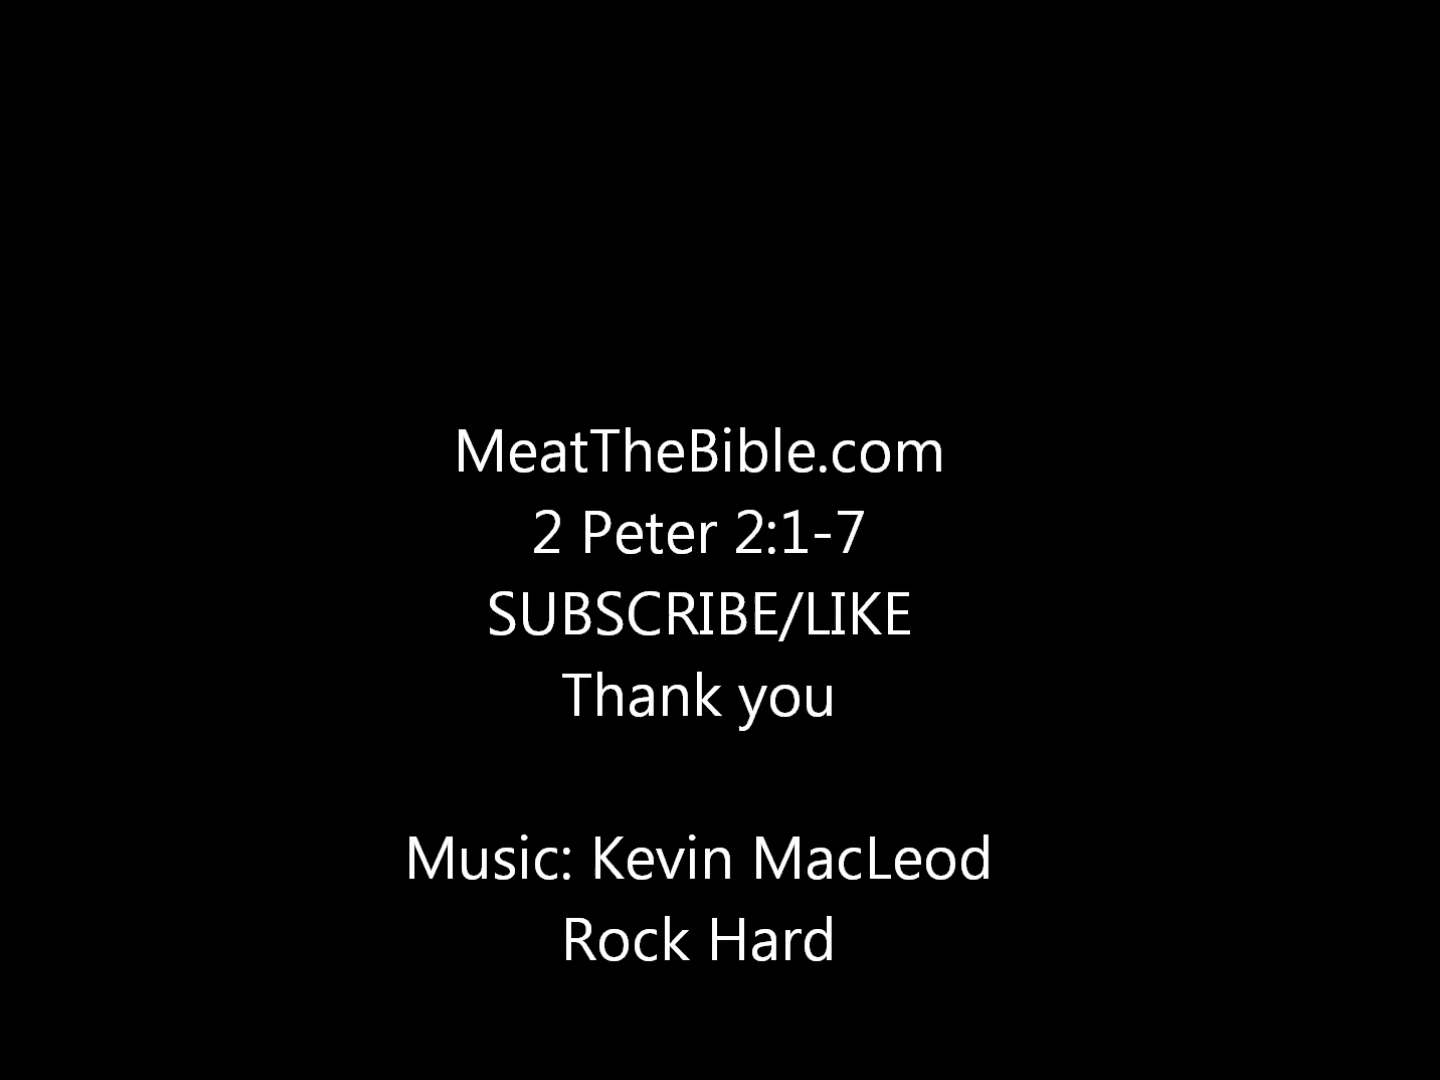 MeatTheBible.com
2 Peter 2:1-7
SUBSCRIBE/LIKE
Thank you
Music: Kevin MacLeod
Rock Hard